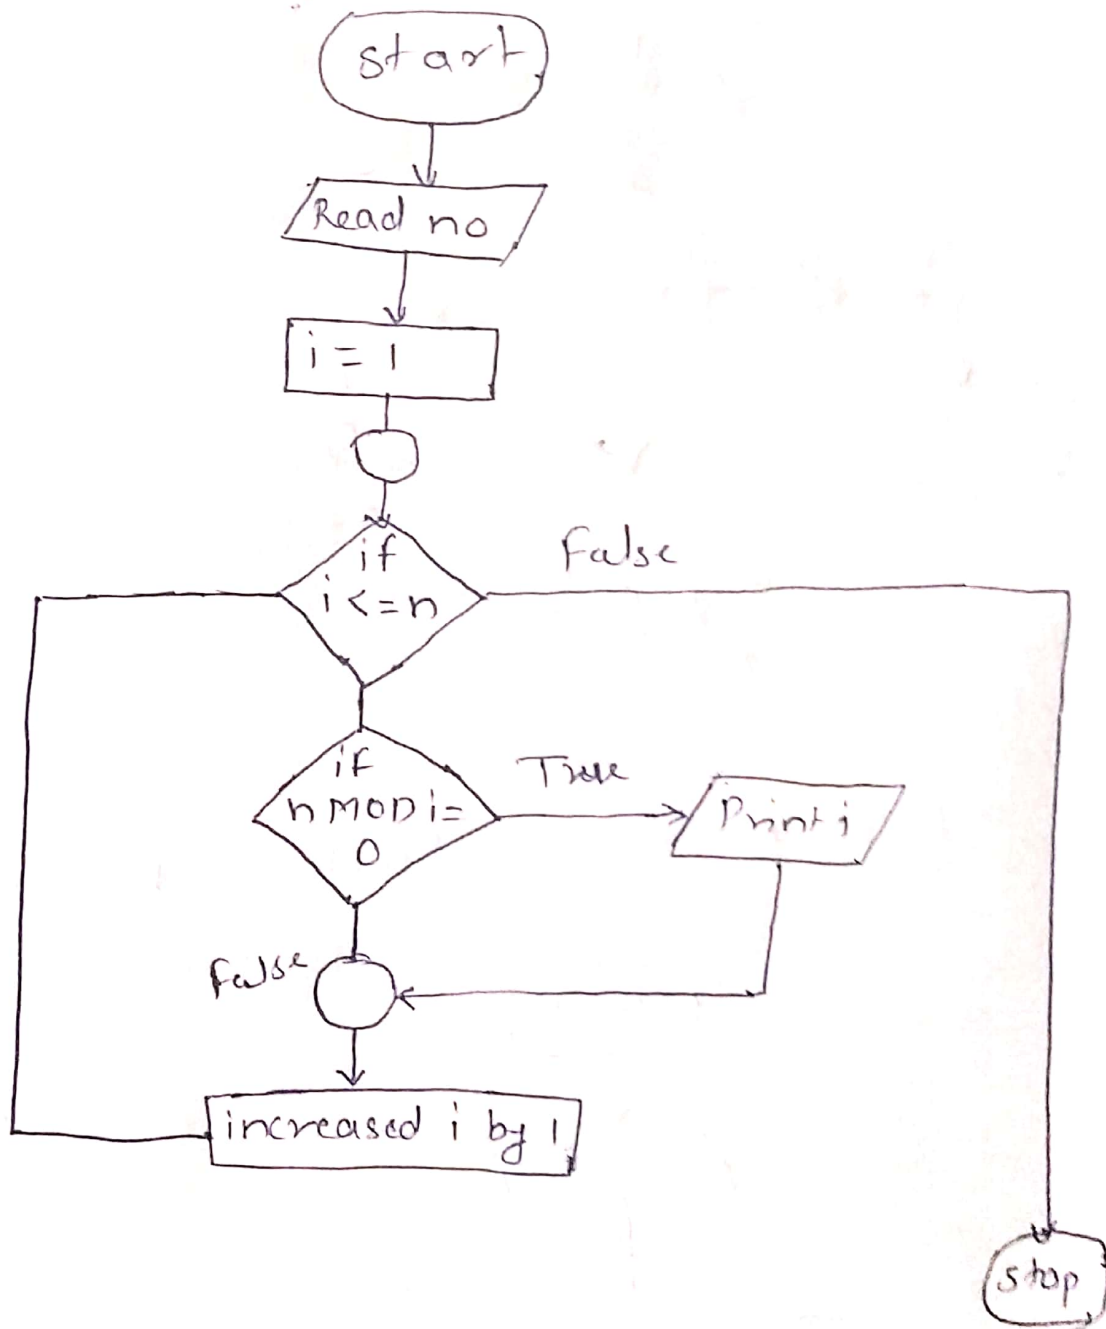 start
Read no
i = 1
if
i <= n
False
if
n MOD i =
0
True
Print i
False
increased i by 1
stop